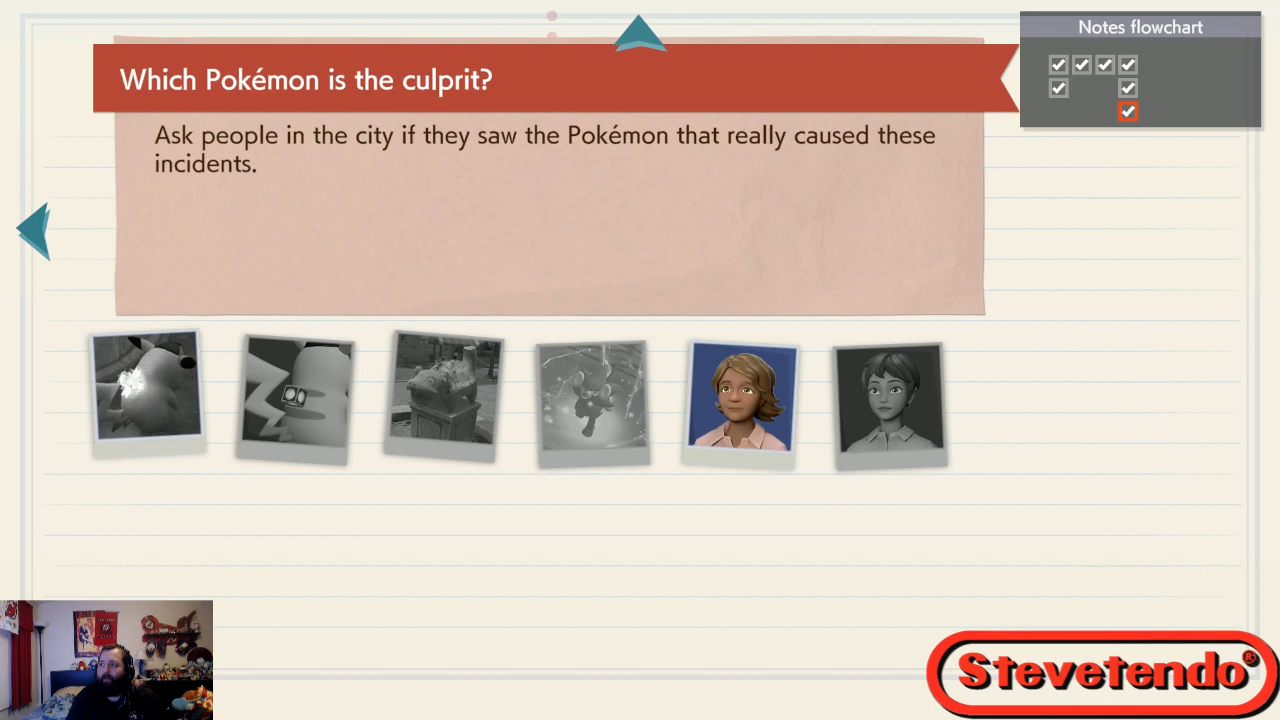 Notes flowchart
Which Pokémon is the culprit?
Ask people in the city if they saw the Pokémon that really caused these
incidents.
Stevetendo®